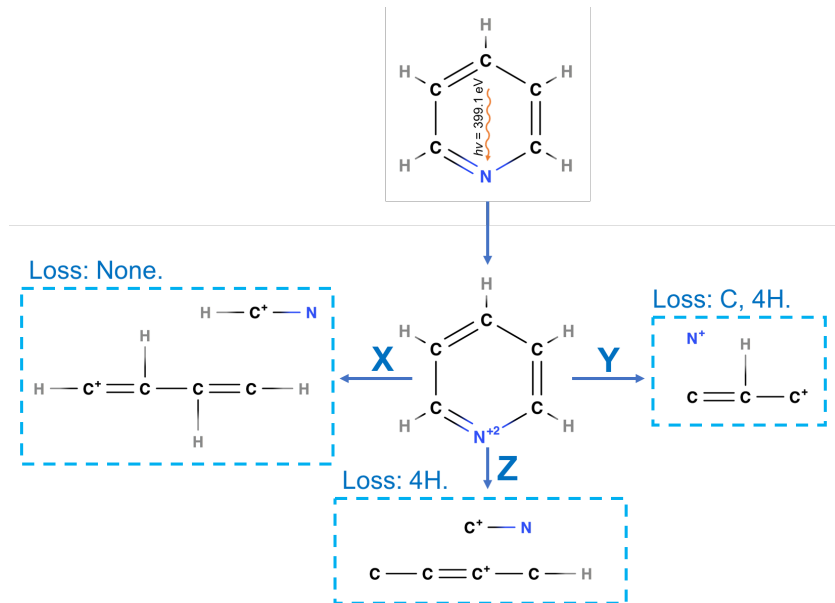 H
H C H
C C
hν = 399.1 eV
C C
H N H
Loss: None.
H C⁺ N
H
H C⁺ C C C H
H
H
H C H
C C
X
Y
C C
H N⁺² H
Z
Loss: C, 4H.
N⁺ H
C C C⁺
Loss: 4H.
C⁺ N
C C C⁺ C H